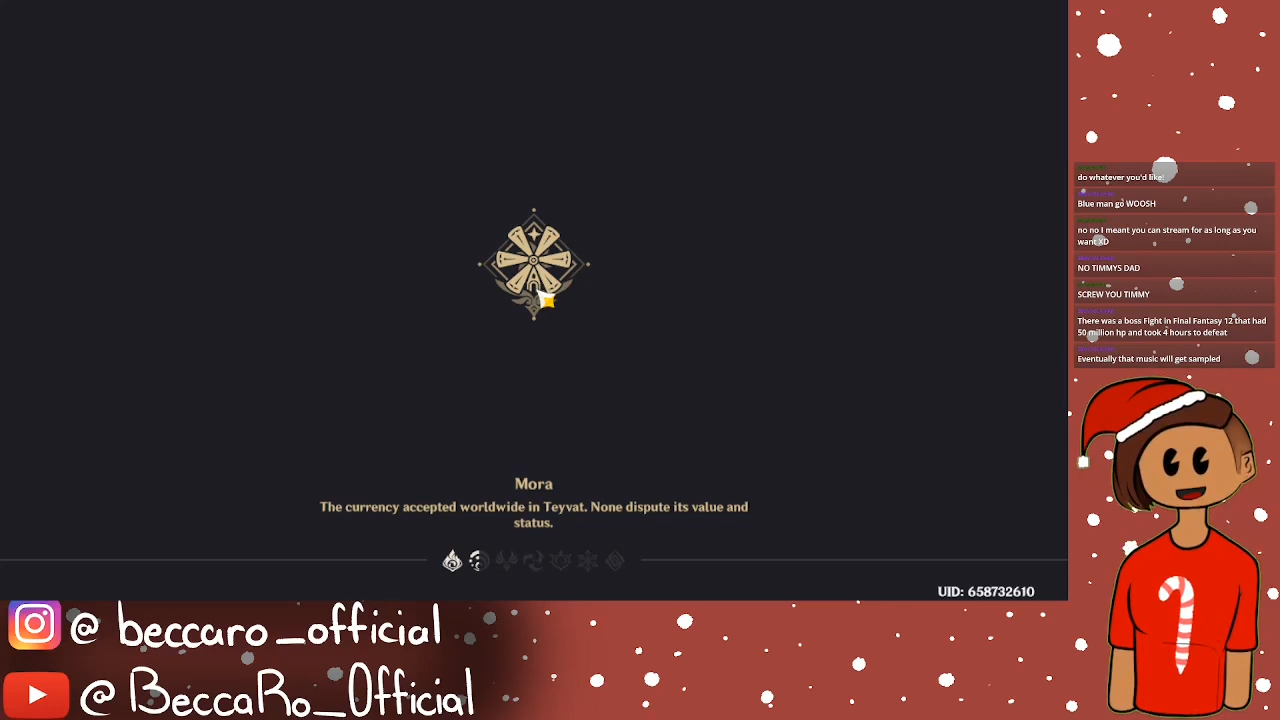 do whatever you'd like!
Blue man go WOOSH
no no I meant you can stream for as long as you
want XD
NO TIMMYS DAD
SCREW YOU TIMMY
There was a boss Fight in Final Fantasy 12 that had
50 million hp and took 4 hours to defeat
Eventually that music will get sampled
Mora
The currency accepted worldwide in Teyvat. None dispute its value and
status.
UID: 658732610
@ beccaro_official
@ BeccaRo_Official